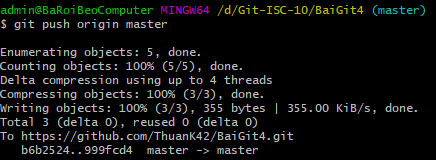 admin@BaRoiBeoComputer MINGW64 /d/Git-ISC-10/BaiGit4 (master)
$ git push origin master
Enumerating objects: 5, done.
Counting objects: 100% (5/5), done.
Delta compression using up to 4 threads
Compressing objects: 100% (3/3), done.
Writing objects: 100% (3/3), 355 bytes | 355.00 KiB/s, done.
Total 3 (delta 0), reused 0 (delta 0)
To https://github.com/ThuanK42/BaiGit4.git
b6b2524..999fcd4  master -> master